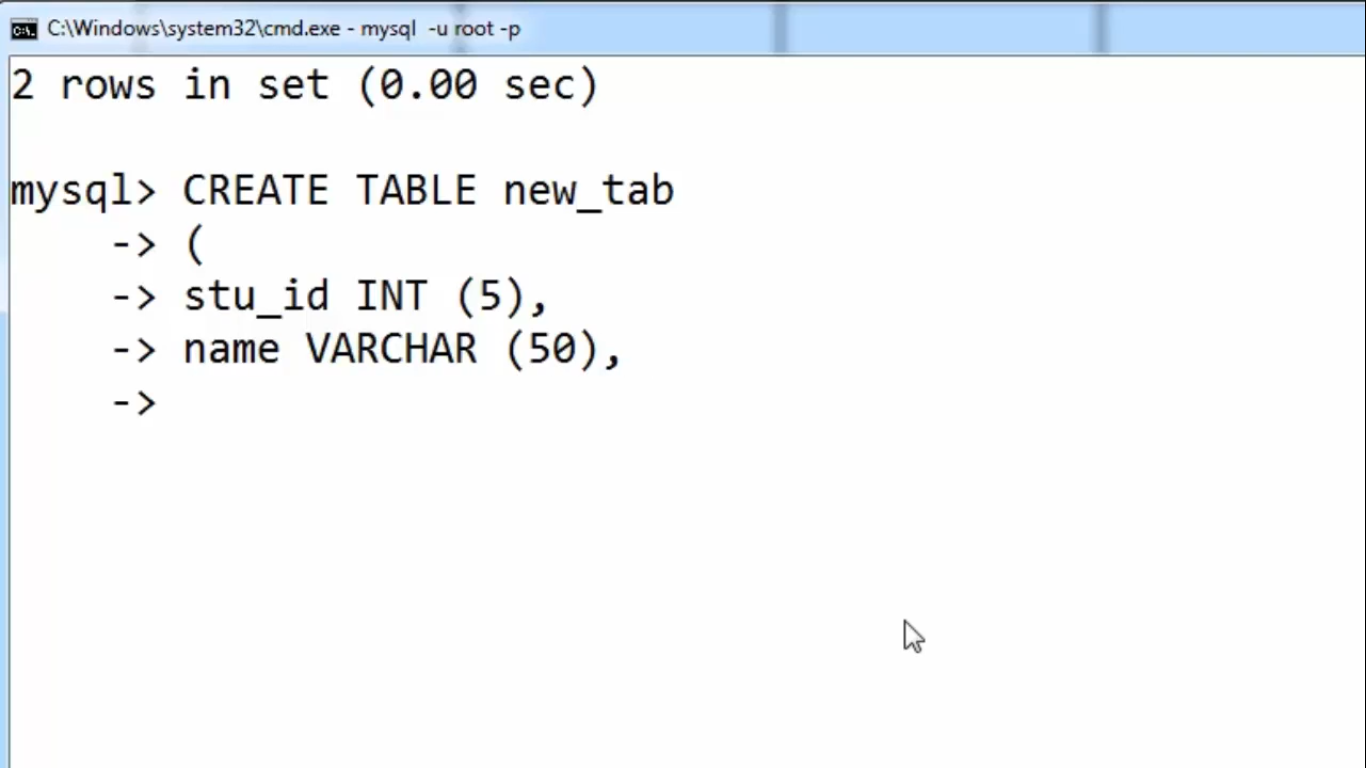 C:\Windows\system32\cmd.exe - mysql -u root -p
2 rows in set (0.00 sec)
mysql> CREATE TABLE new_tab
-> (
-> stu_id INT (5),
-> name VARCHAR (50),
->